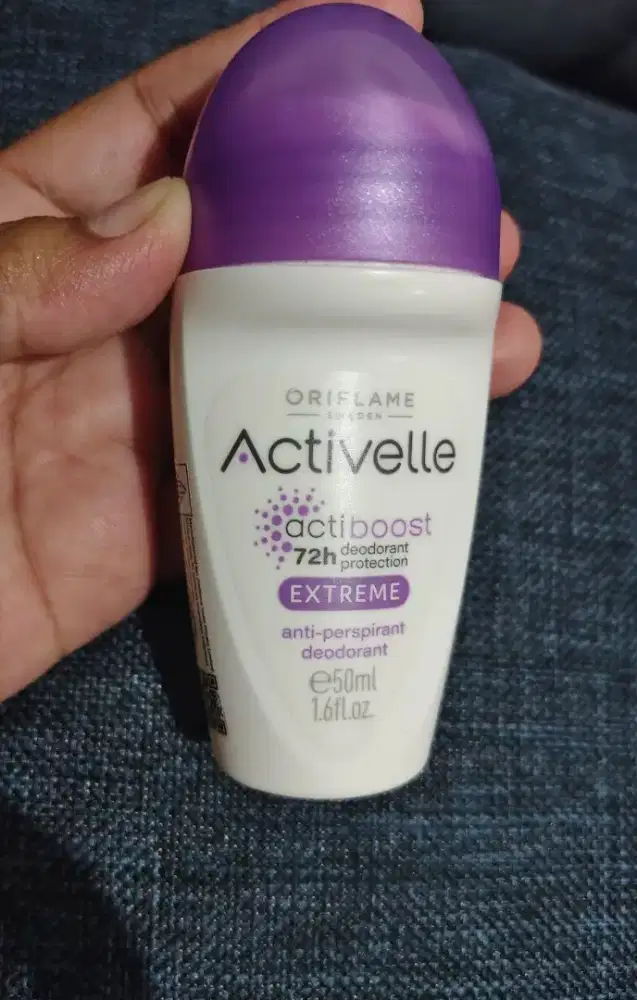 ORIFLAME
SWEDEN
Activelle
actiboost
72h deodorant
protection
EXTREME
anti-perspirant
deodorant
℮50ml
1.6fl.oz.